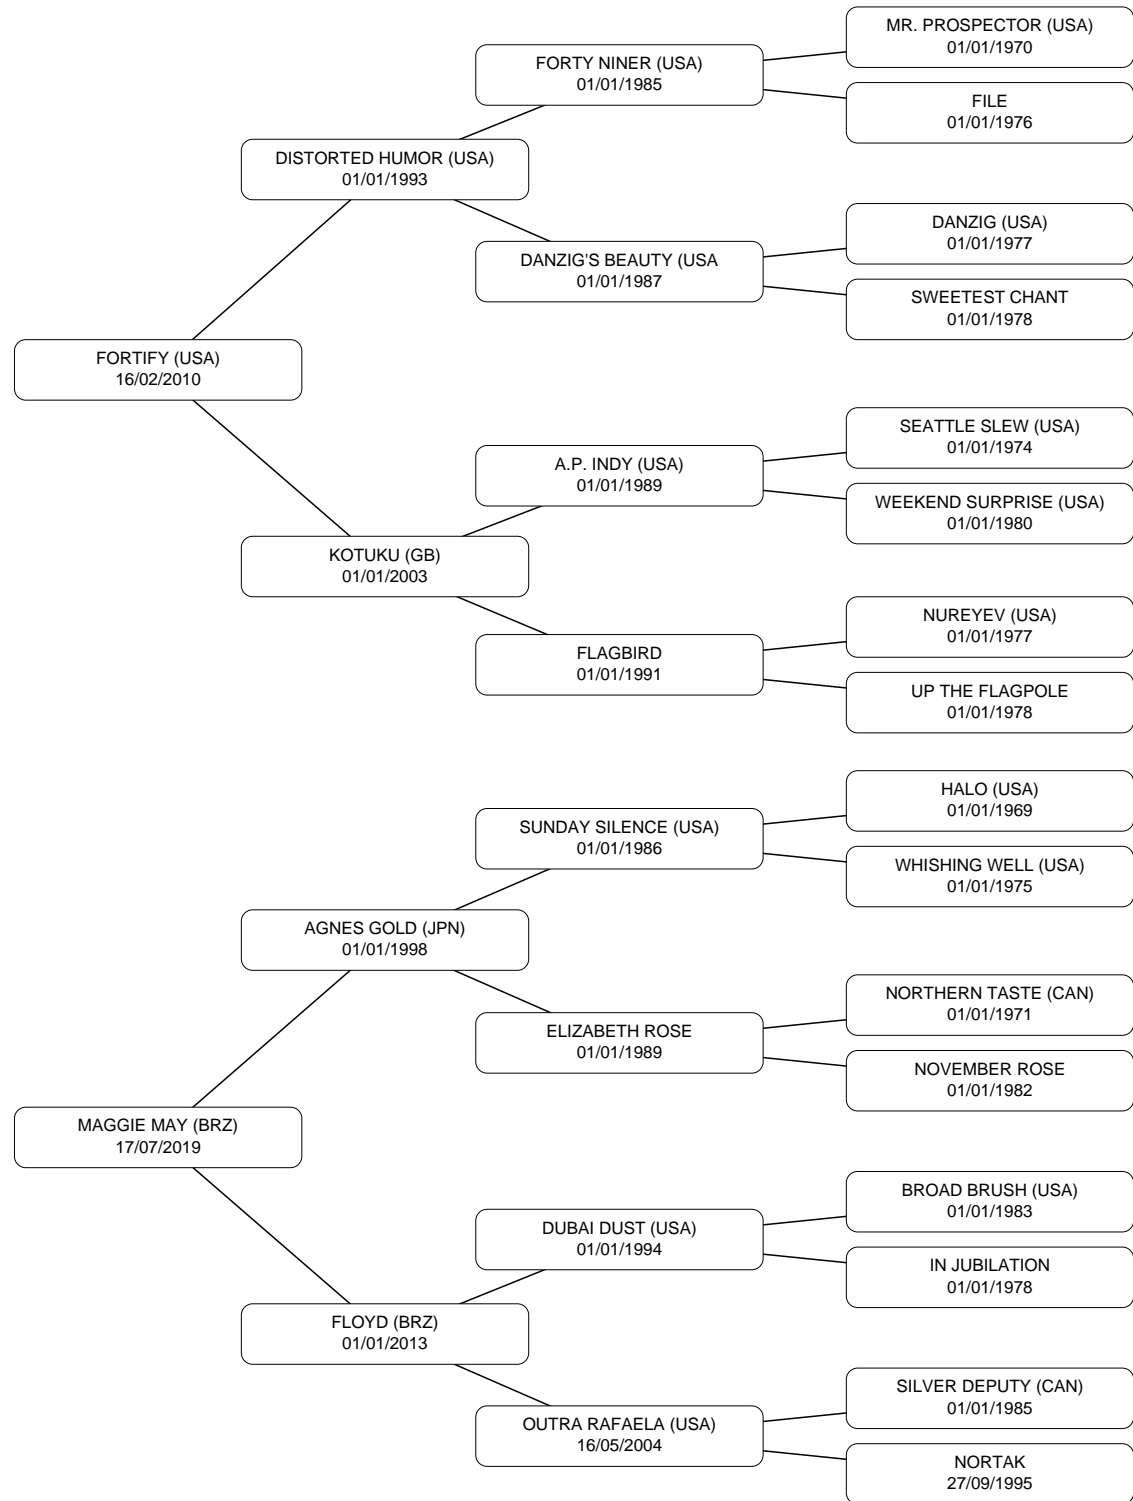 MR. PROSPECTOR (USA)
01/01/1970
FORTY NINER (USA)
01/01/1985
FILE
01/01/1976
DISTORTED HUMOR (USA)
01/01/1993
DANZIG (USA)
01/01/1977
DANZIG'S BEAUTY (USA
01/01/1987
SWEETEST CHANT
01/01/1978
FORTIFY (USA)
16/02/2010
SEATTLE SLEW (USA)
01/01/1974
A.P. INDY (USA)
01/01/1989
WEEKEND SURPRISE (USA)
01/01/1980
KOTUKU (GB)
01/01/2003
NUREYEV (USA)
01/01/1977
FLAGBIRD
01/01/1991
UP THE FLAGPOLE
01/01/1978
HALO (USA)
01/01/1969
SUNDAY SILENCE (USA)
01/01/1986
WHISHING WELL (USA)
01/01/1975
AGNES GOLD (JPN)
01/01/1998
NORTHERN TASTE (CAN)
01/01/1971
ELIZABETH ROSE
01/01/1989
NOVEMBER ROSE
01/01/1982
MAGGIE MAY (BRZ)
17/07/2019
BROAD BRUSH (USA)
01/01/1983
DUBAI DUST (USA)
01/01/1994
IN JUBILATION
01/01/1978
FLOYD (BRZ)
01/01/2013
SILVER DEPUTY (CAN)
01/01/1985
OUTRA RAFAELA (USA)
16/05/2004
NORTAK
27/09/1995